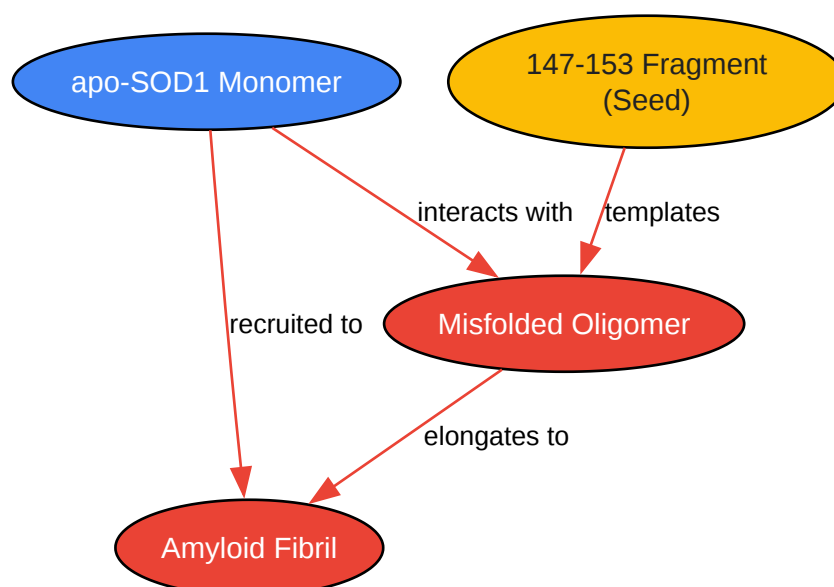 apo-SOD1 Monomer
147-153 Fragment
(Seed)
interacts with
templates
Misfolded Oligomer
recruited to
elongates to
Amyloid Fibril